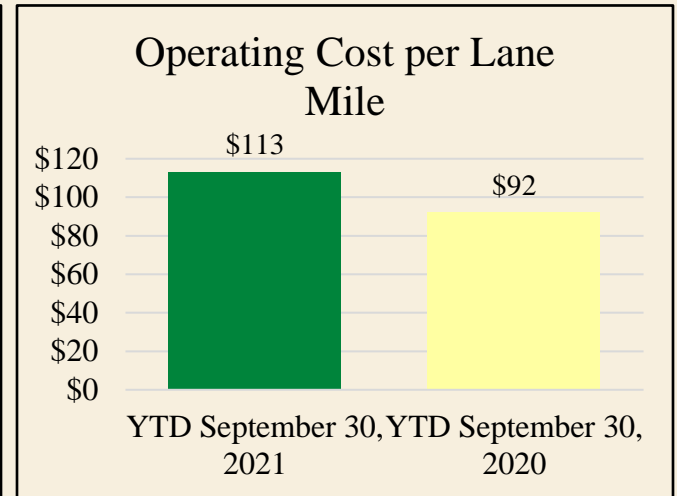 Operating Cost per Lane
Mile
$113
$92
$120
$100
$80
$60
$40
$20
$0
YTD September 30,
2021
YTD September 30,
2020